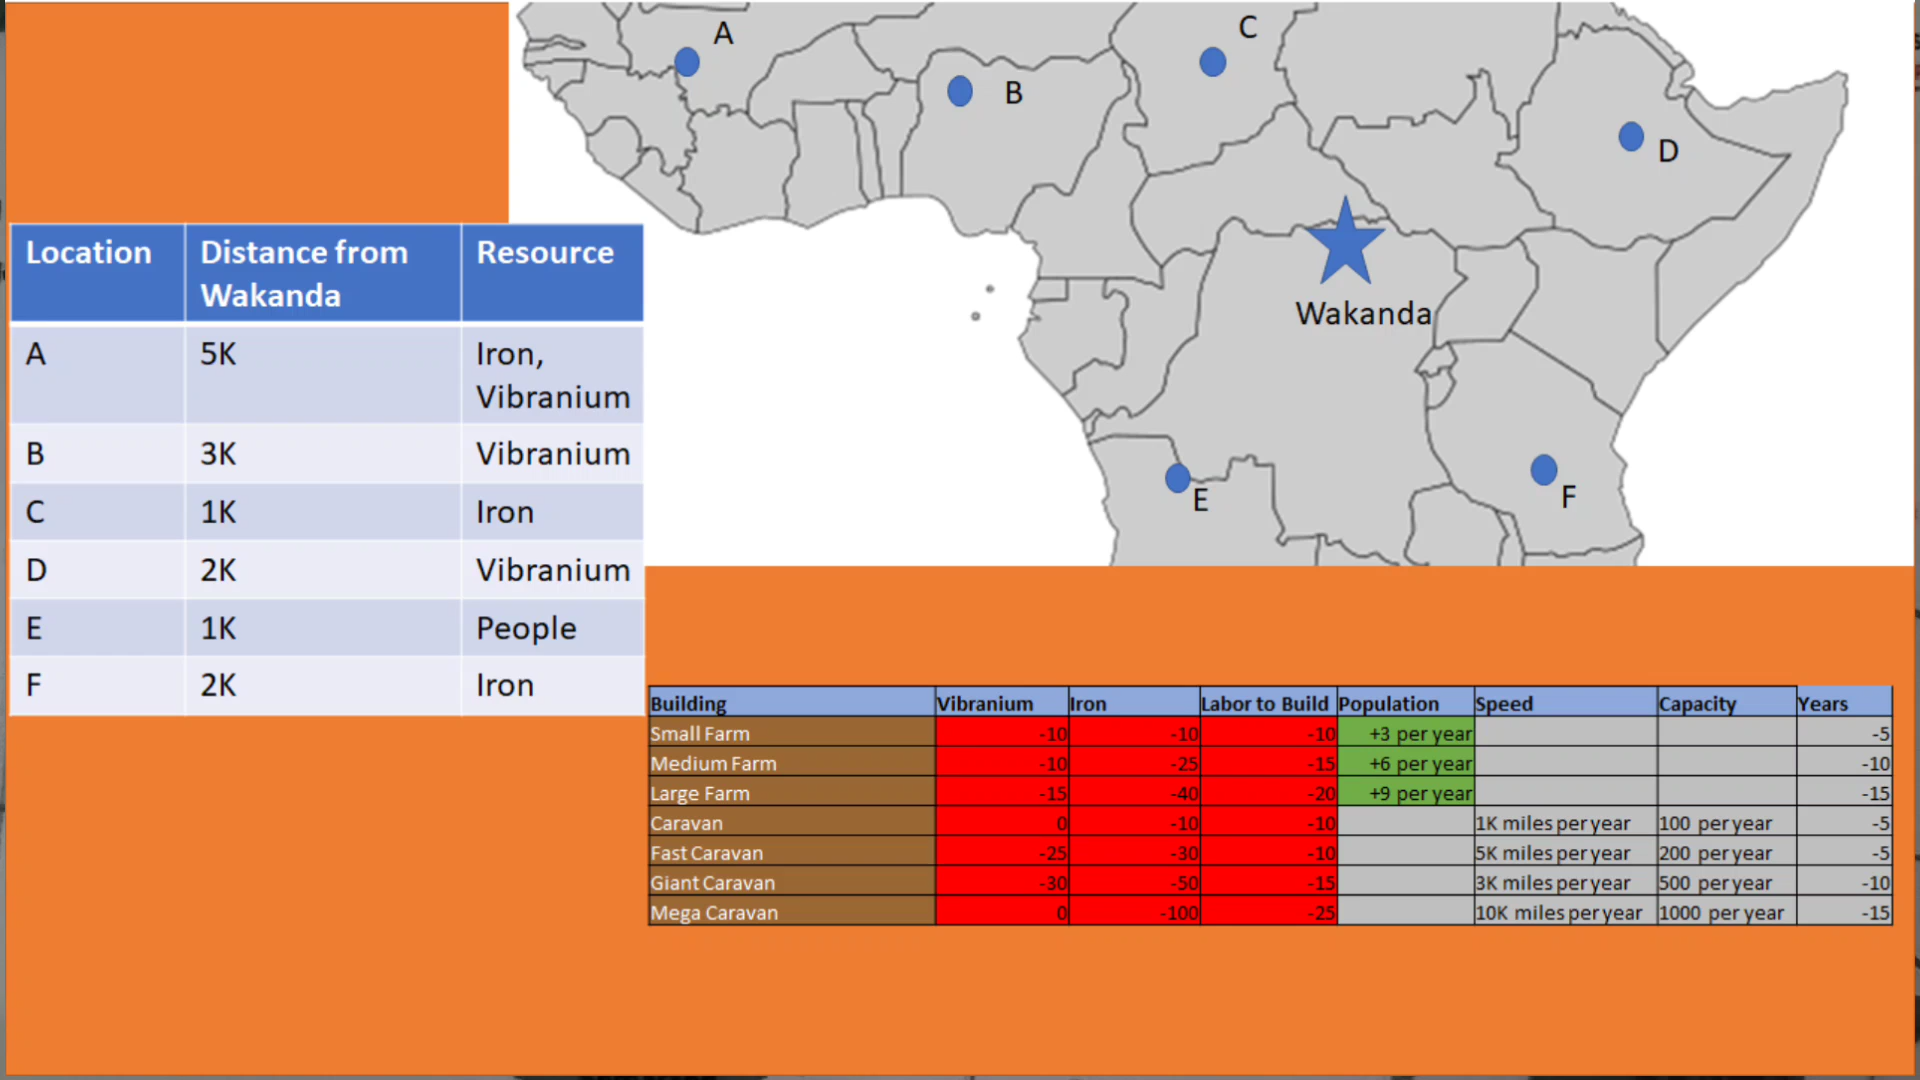 A
C
B
D
Wakanda
E
F
Location Distance from Wakanda Resource
A 5K Iron, Vibranium
B 3K Vibranium
C 1K Iron
D 2K Vibranium
E 1K People
F 2K Iron
Building Vibranium Iron Labor to Build Population Speed Capacity Years
Small Farm -10 -10 -10 +3 per year -5
Medium Farm -10 -25 -15 +6 per year -10
Large Farm -15 -40 -20 +9 per year -15
Caravan 0 -10 -10 1K miles per year 100 per year -5
Fast Caravan -25 -30 -10 5K miles per year 200 per year -5
Giant Caravan -30 -50 -15 3K miles per year 500 per year -10
Mega Caravan 0 -100 -25 10K miles per year 1000 per year -15